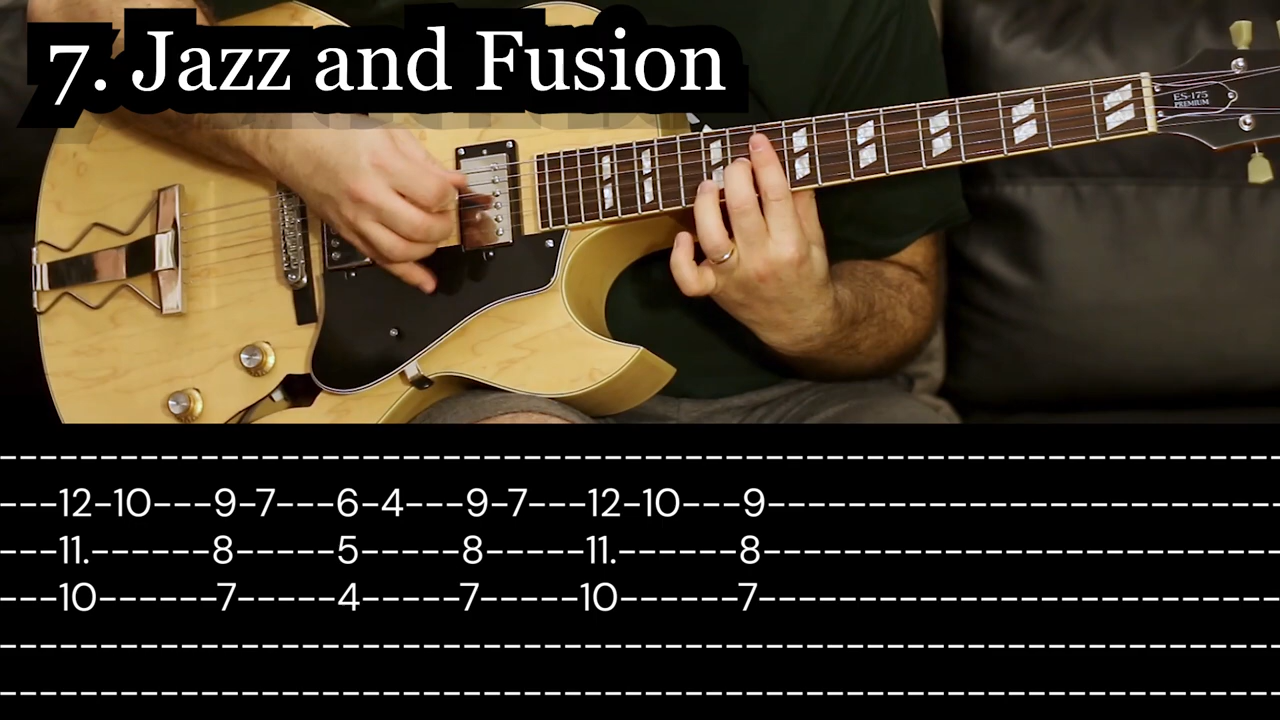 7. Jazz and Fusion
ES-175
PREMIUM
---12-10---9-7---6-4---9-7---12-10---9------------------------------
---11.------8-----5-----8-----11.------8------------------------------
---10------7-----4-----7-----10------7------------------------------